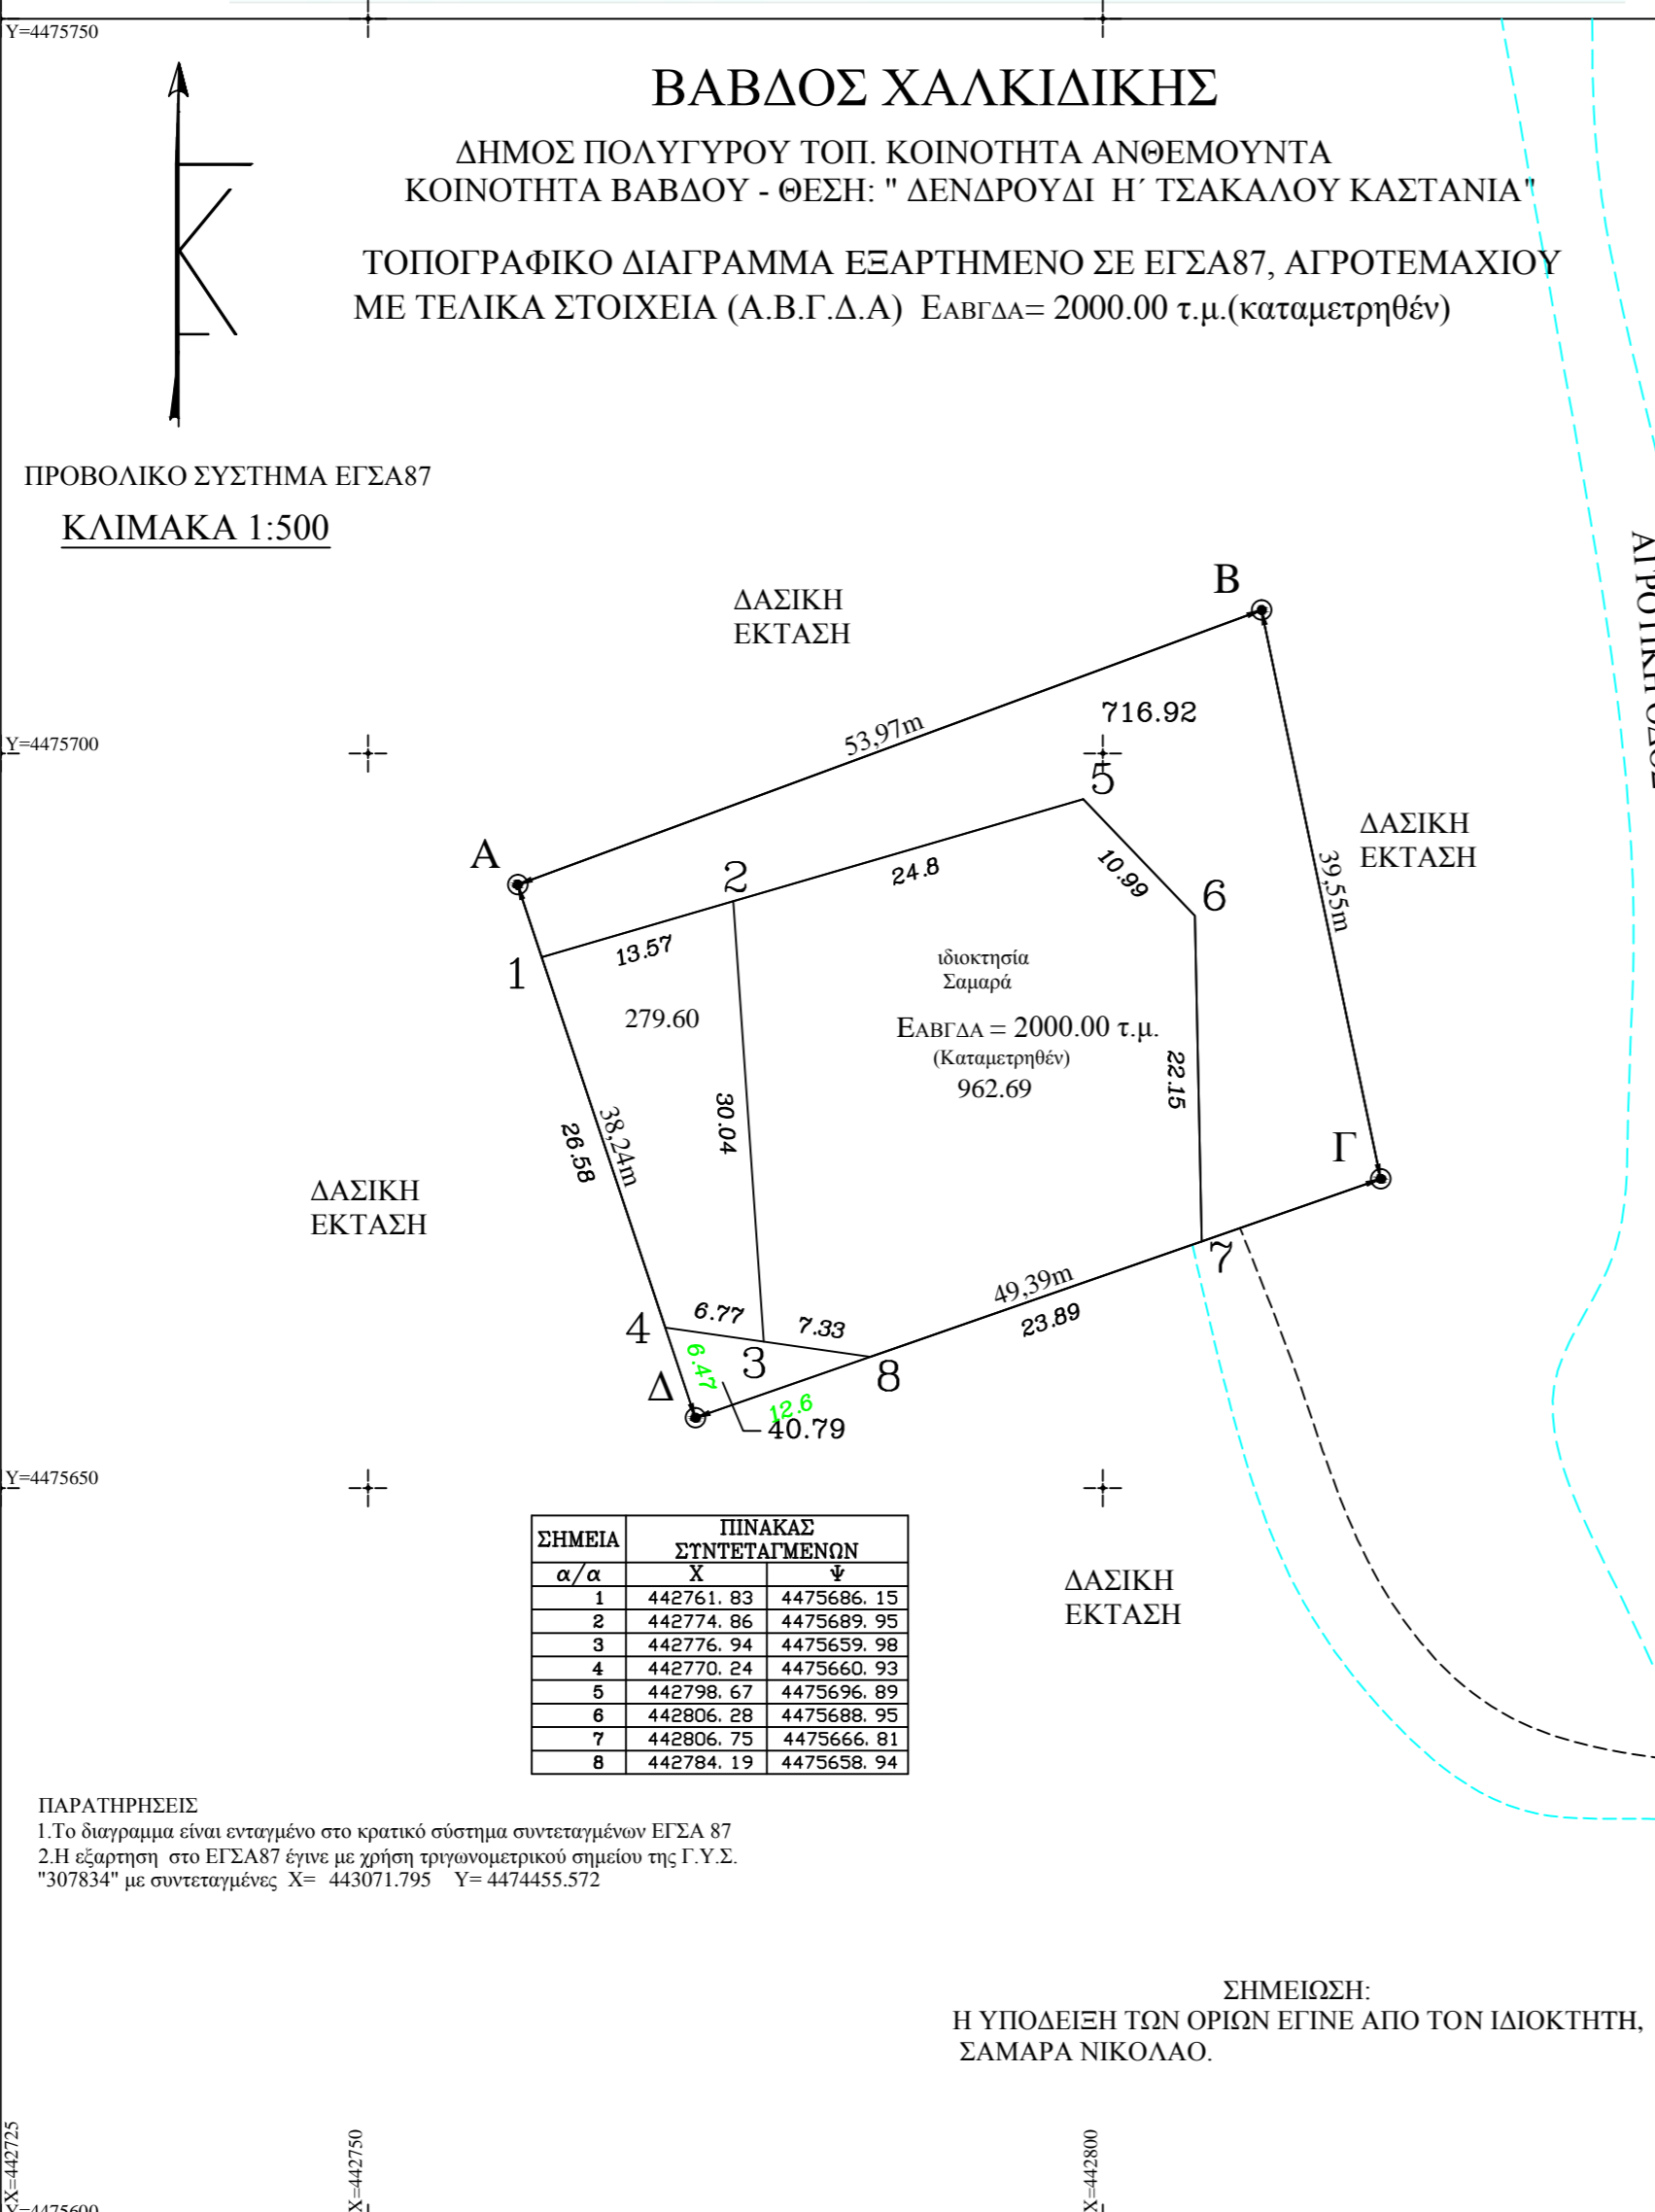 Y=4475750
ΒΑΒΔΟΣ ΧΑΛΚΙΔΙΚΗΣ
ΔΗΜΟΣ ΠΟΛΥΓΥΡΟΥ ΤΟΠ. ΚΟΙΝΟΤΗΤΑ ΑΝΘΕΜΟΥΝΤΑ
ΚΟΙΝΟΤΗΤΑ ΒΑΒΔΟΥ - ΘΕΣΗ: " ΔΕΝΔΡΟΥΔΙ Η΄ ΤΣΑΚΑΛΟΥ ΚΑΣΤΑΝΙΑ"
ΤΟΠΟΓΡΑΦΙΚΟ ΔΙΑΓΡΑΜΜΑ ΕΞΑΡΤΗΜΕΝΟ ΣΕ ΕΓΣΑ87, ΑΓΡΟΤΕΜΑΧΙΟΥ
ΜΕ ΤΕΛΙΚΑ ΣΤΟΙΧΕΙΑ (Α.Β.Γ.Δ.Α) ΕΑΒΓΔΑ= 2000.00 τ.μ.(καταμετρηθέν)
ΠΡΟΒΟΛΙΚΟ ΣΥΣΤΗΜΑ ΕΓΣΑ87
ΚΛΙΜΑΚΑ 1:500
ΑΓΡΟΤΙΚΗ ΟΔΟΣ
ΔΑΣΙΚΗ
ΕΚΤΑΣΗ
Β
716.92
53,97m
Y=4475700
5
ΔΑΣΙΚΗ
ΕΚΤΑΣΗ
Α
2
24.8
10.99
39,55m
6
1
13.57
ιδιοκτησία
Σαμαρά
279.60
ΕΑΒΓΔΑ = 2000.00 τ.μ.
(Καταμετρηθέν)
962.69
22.15
30.04
38,24m
26.58
Γ
ΔΑΣΙΚΗ
ΕΚΤΑΣΗ
7
49,39m
23.89
4
6.77
7.33
3
8
6.47
Δ
12.6
40.79
Y=4475650
ΣΗΜΕΙΑ ΠΙΝΑΚΑΣ
ΣΥΝΤΕΤΑΓΜΕΝΩΝ
α/α Χ Ψ
1 442761.83 4475686.15
2 442774.86 4475689.95
3 442776.94 4475659.98
4 442770.24 4475660.93
5 442798.67 4475696.89
6 442806.28 4475688.95
7 442806.75 4475666.81
8 442784.19 4475658.94
ΔΑΣΙΚΗ
ΕΚΤΑΣΗ
ΠΑΡΑΤΗΡΗΣΕΙΣ
1.Το διαγραμμα είναι ενταγμένο στο κρατικό σύστημα συντεταγμένων ΕΓΣΑ 87
2.Η εξαρτηση στο ΕΓΣΑ87 έγινε με χρήση τριγωνομετρικού σημείου της Γ.Υ.Σ.
"307834" με συντεταγμένες Χ= 443071.795 Υ= 4474455.572
ΣΗΜΕΙΩΣΗ:
Η ΥΠΟΔΕΙΞΗ ΤΩΝ ΟΡΙΩΝ ΕΓΙΝΕ ΑΠΟ ΤΟΝ ΙΔΙΟΚΤΗΤΗ,
ΣΑΜΑΡΑ ΝΙΚΟΛΑΟ.
X=442725
X=442750
X=442800
Y=4475600